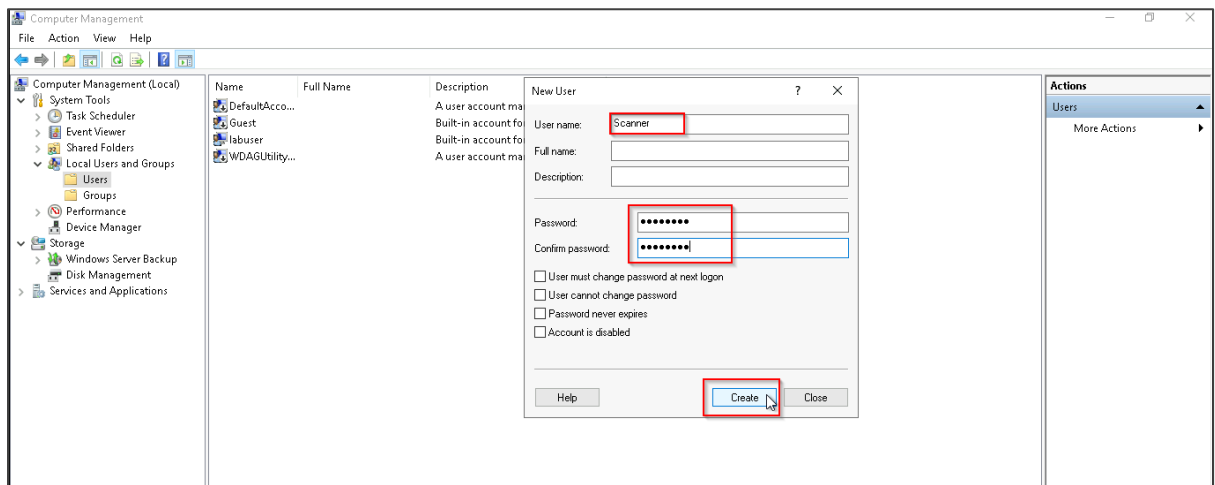 Computer Management
File Action View Help
Computer Management (Local)
System Tools
Task Scheduler
Event Viewer
Shared Folders
Local Users and Groups
Users
Groups
Performance
Device Manager
Storage
Windows Server Backup
Disk Management
Services and Applications
Name Full Name Description
DefaultAcco... A user account ma
Guest Built-in account fo
labuser Built-in account fo
WDAGUtility... A user account ma
New User ? X
User name: Scanner
Full name:
Description:
Password: ••••••••
Confirm password: ••••••••
User must change password at next logon
User cannot change password
Password never expires
Account is disabled
Help Create Close
Actions
Users
More Actions